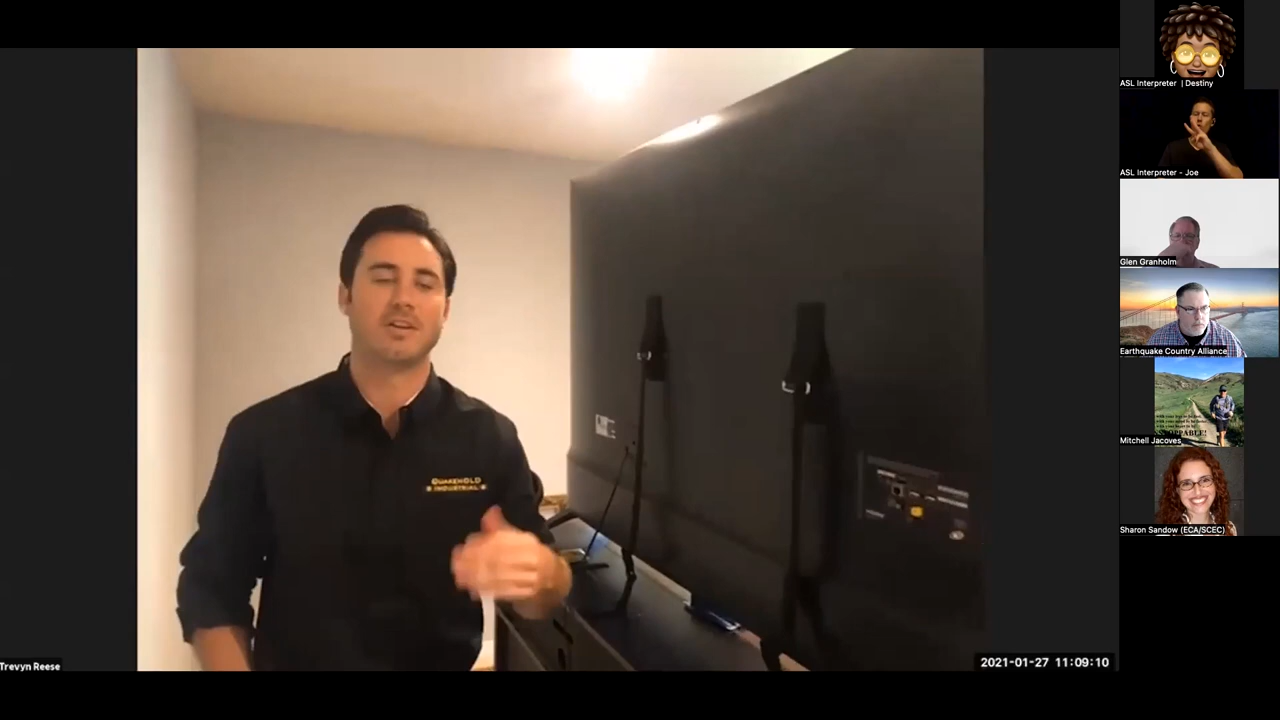 ASL Interpreter | Destiny
ASL Interpreter - Joe
Glen Granholm
Earthquake Country Alliance
Mitchell Jacoves
Sharon Sandow (ECA/SCEC)
QUAKEHOLD
INDUSTRIAL
Trevyn Reese
2021-01-27 11:09:10